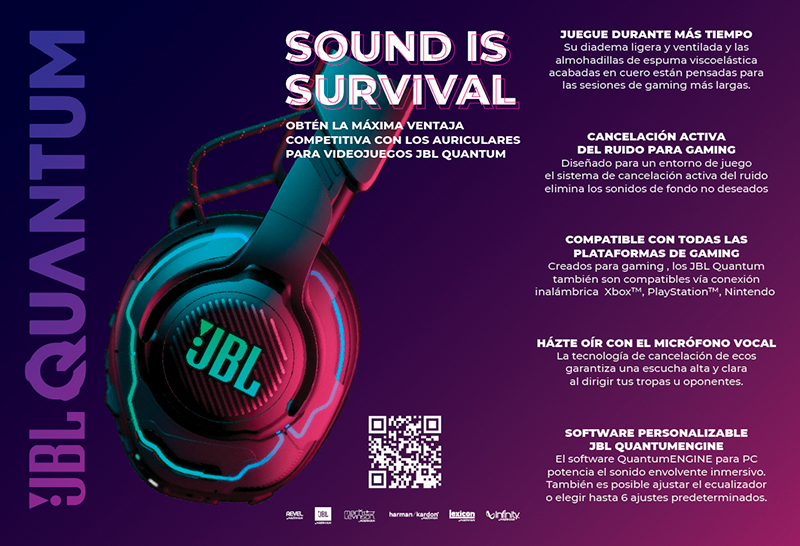 JBL QUANTUM
SOUND IS
SURVIVAL
OBTÉN LA MÁXIMA VENTAJA
COMPETITIVA CON LOS AURICULARES
PARA VIDEOJUEGOS JBL QUANTUM
JBL
JUEGUE DURANTE MÁS TIEMPO
Su diadema ligera y ventilada y las
almohadillas de espuma viscoelástica
acabadas en cuero están pensadas para
las sesiones de gaming más largas.
CANCELACIÓN ACTIVA
DEL RUIDO PARA GAMING
Diseñado para un entorno de juego
el sistema de cancelación activa del ruido
elimina los sonidos de fondo no deseados
COMPATIBLE CON TODAS LAS
PLATAFORMAS DE GAMING
Creados para gaming , los JBL Quantum
también son compatibles vía conexión
inalámbrica Xbox™, PlayStation™, Nintendo
HÁZTE OÍR CON EL MICRÓFONO VOCAL
La tecnología de cancelación de ecos
garantiza una escucha alta y clara
al dirigir tus tropas u oponentes.
SOFTWARE PERSONALIZABLE
JBL QUANTUMENGINE
El software QuantumENGINE para PC
potencia el sonido envolvente inmersivo.
También es posible ajustar el ecualizador
o elegir hasta 6 ajustes predeterminados.
REVEL JBL harman/kardon lexicon Infinity